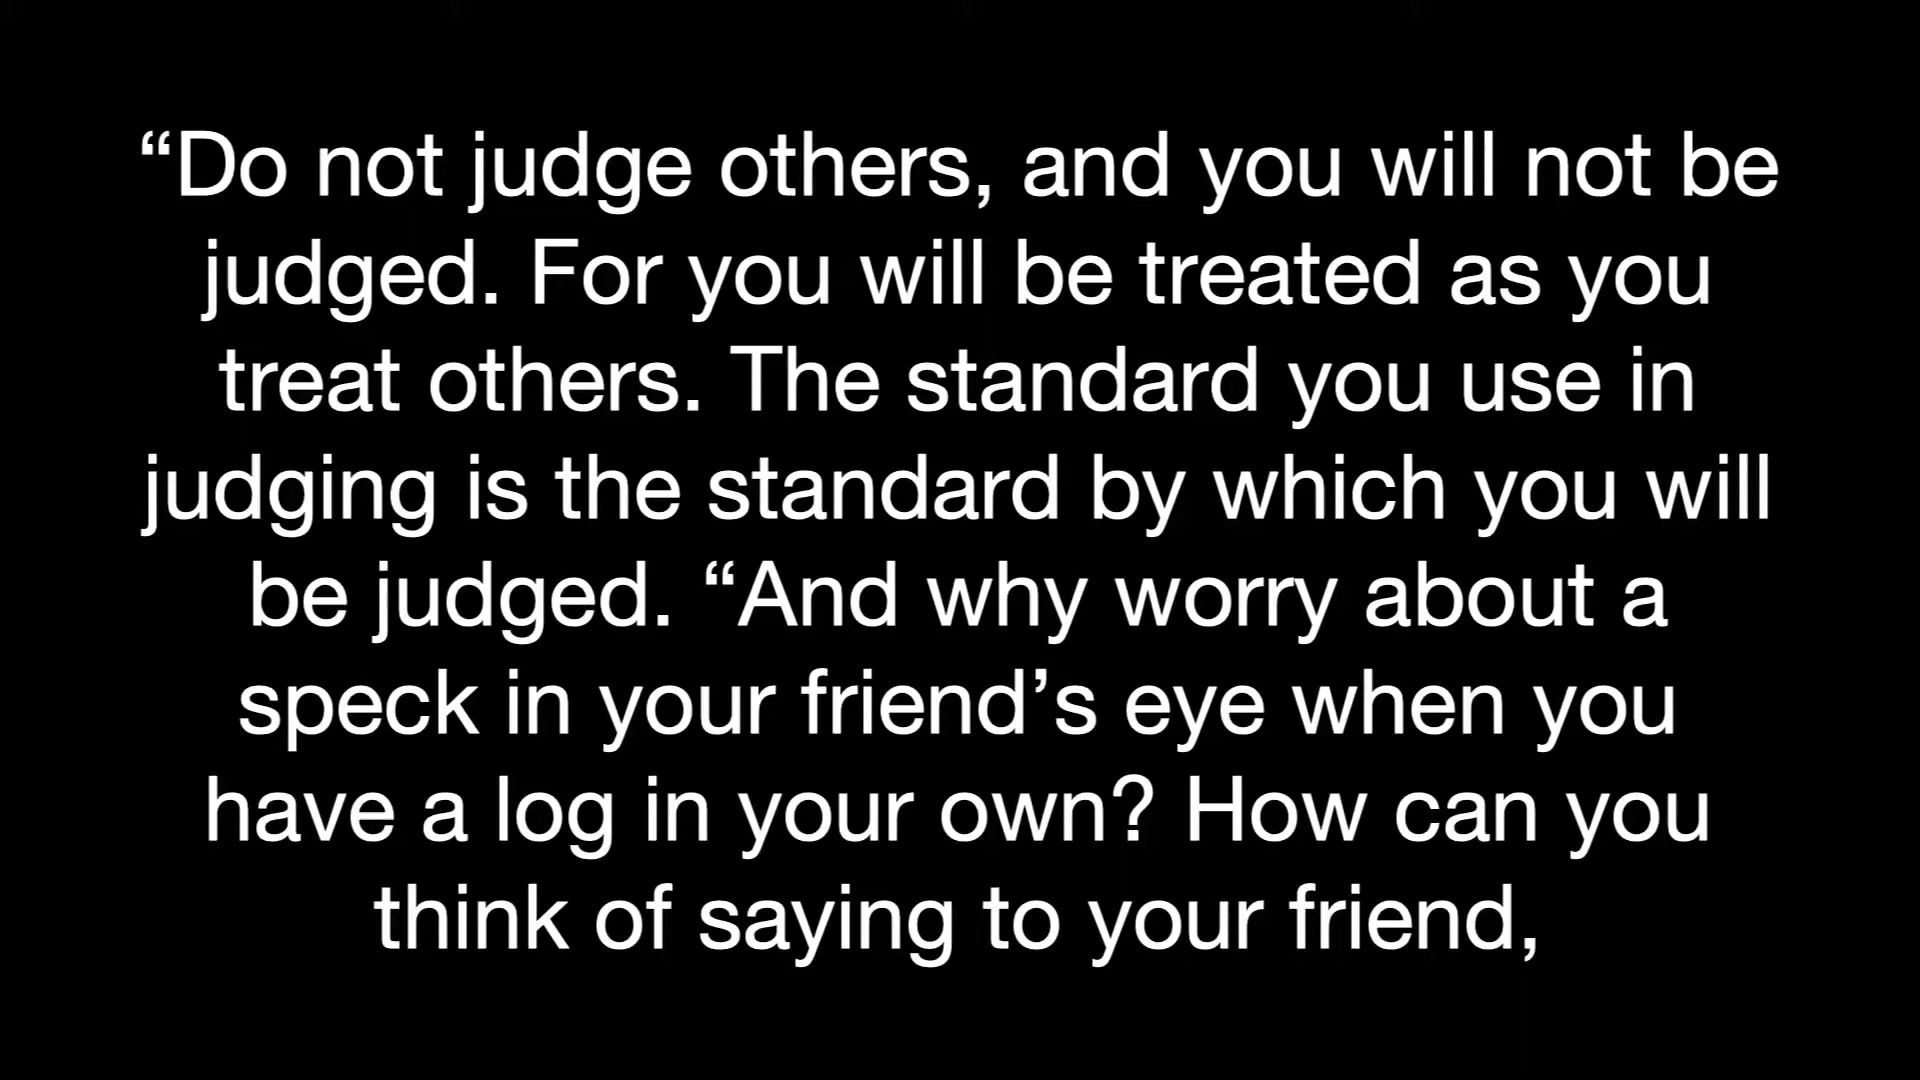 “Do not judge others, and you will not be
judged. For you will be treated as you
treat others. The standard you use in
judging is the standard by which you will
be judged. “And why worry about a
speck in your friend’s eye when you
have a log in your own? How can you
think of saying to your friend,